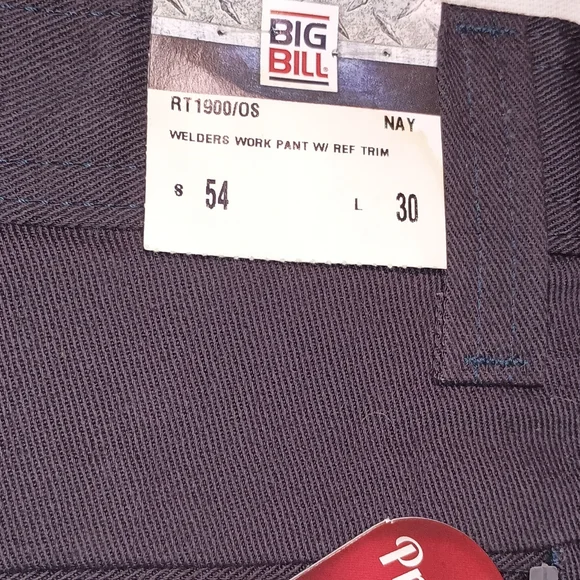 BIG
BILL
RT1900/OS
NAY
WELDERS WORK PANT W/ REF TRIM
S 54 L 30